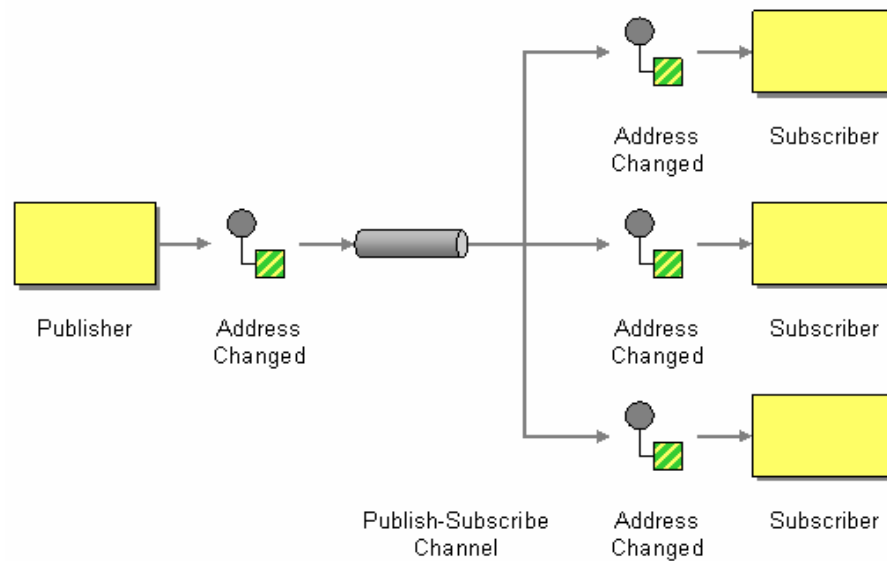 Address
Changed
Subscriber
Publisher
Address
Changed
Address
Changed
Subscriber
Publish-Subscribe
Channel
Address
Changed
Subscriber